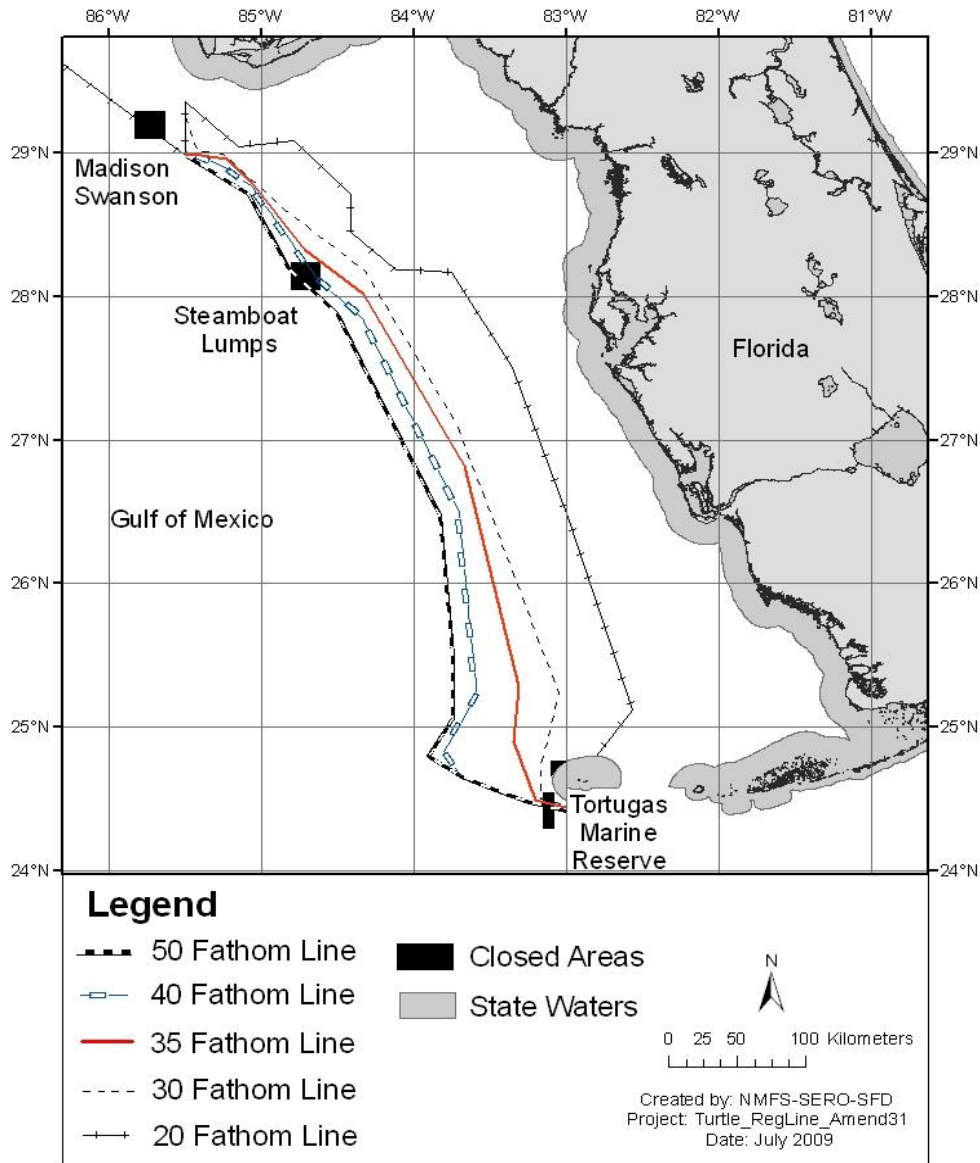 86°W 85°W 84°W 83°W 82°W 81°W
29°N 29°N
Madison
Swanson
28°N 28°N
Steamboat
Lumps
Florida
27°N 27°N
Gulf of Mexico
26°N 26°N
25°N 25°N
Tortugas
Marine
Reserve
24°N 24°N
Legend
50 Fathom Line
40 Fathom Line
35 Fathom Line
30 Fathom Line
20 Fathom Line
Closed Areas
State Waters
N
0 25 50 100 Kilometers
Created by: NMFS-SERO-SFD
Project: Turtle_RegLine_Amend31
Date: July 2009